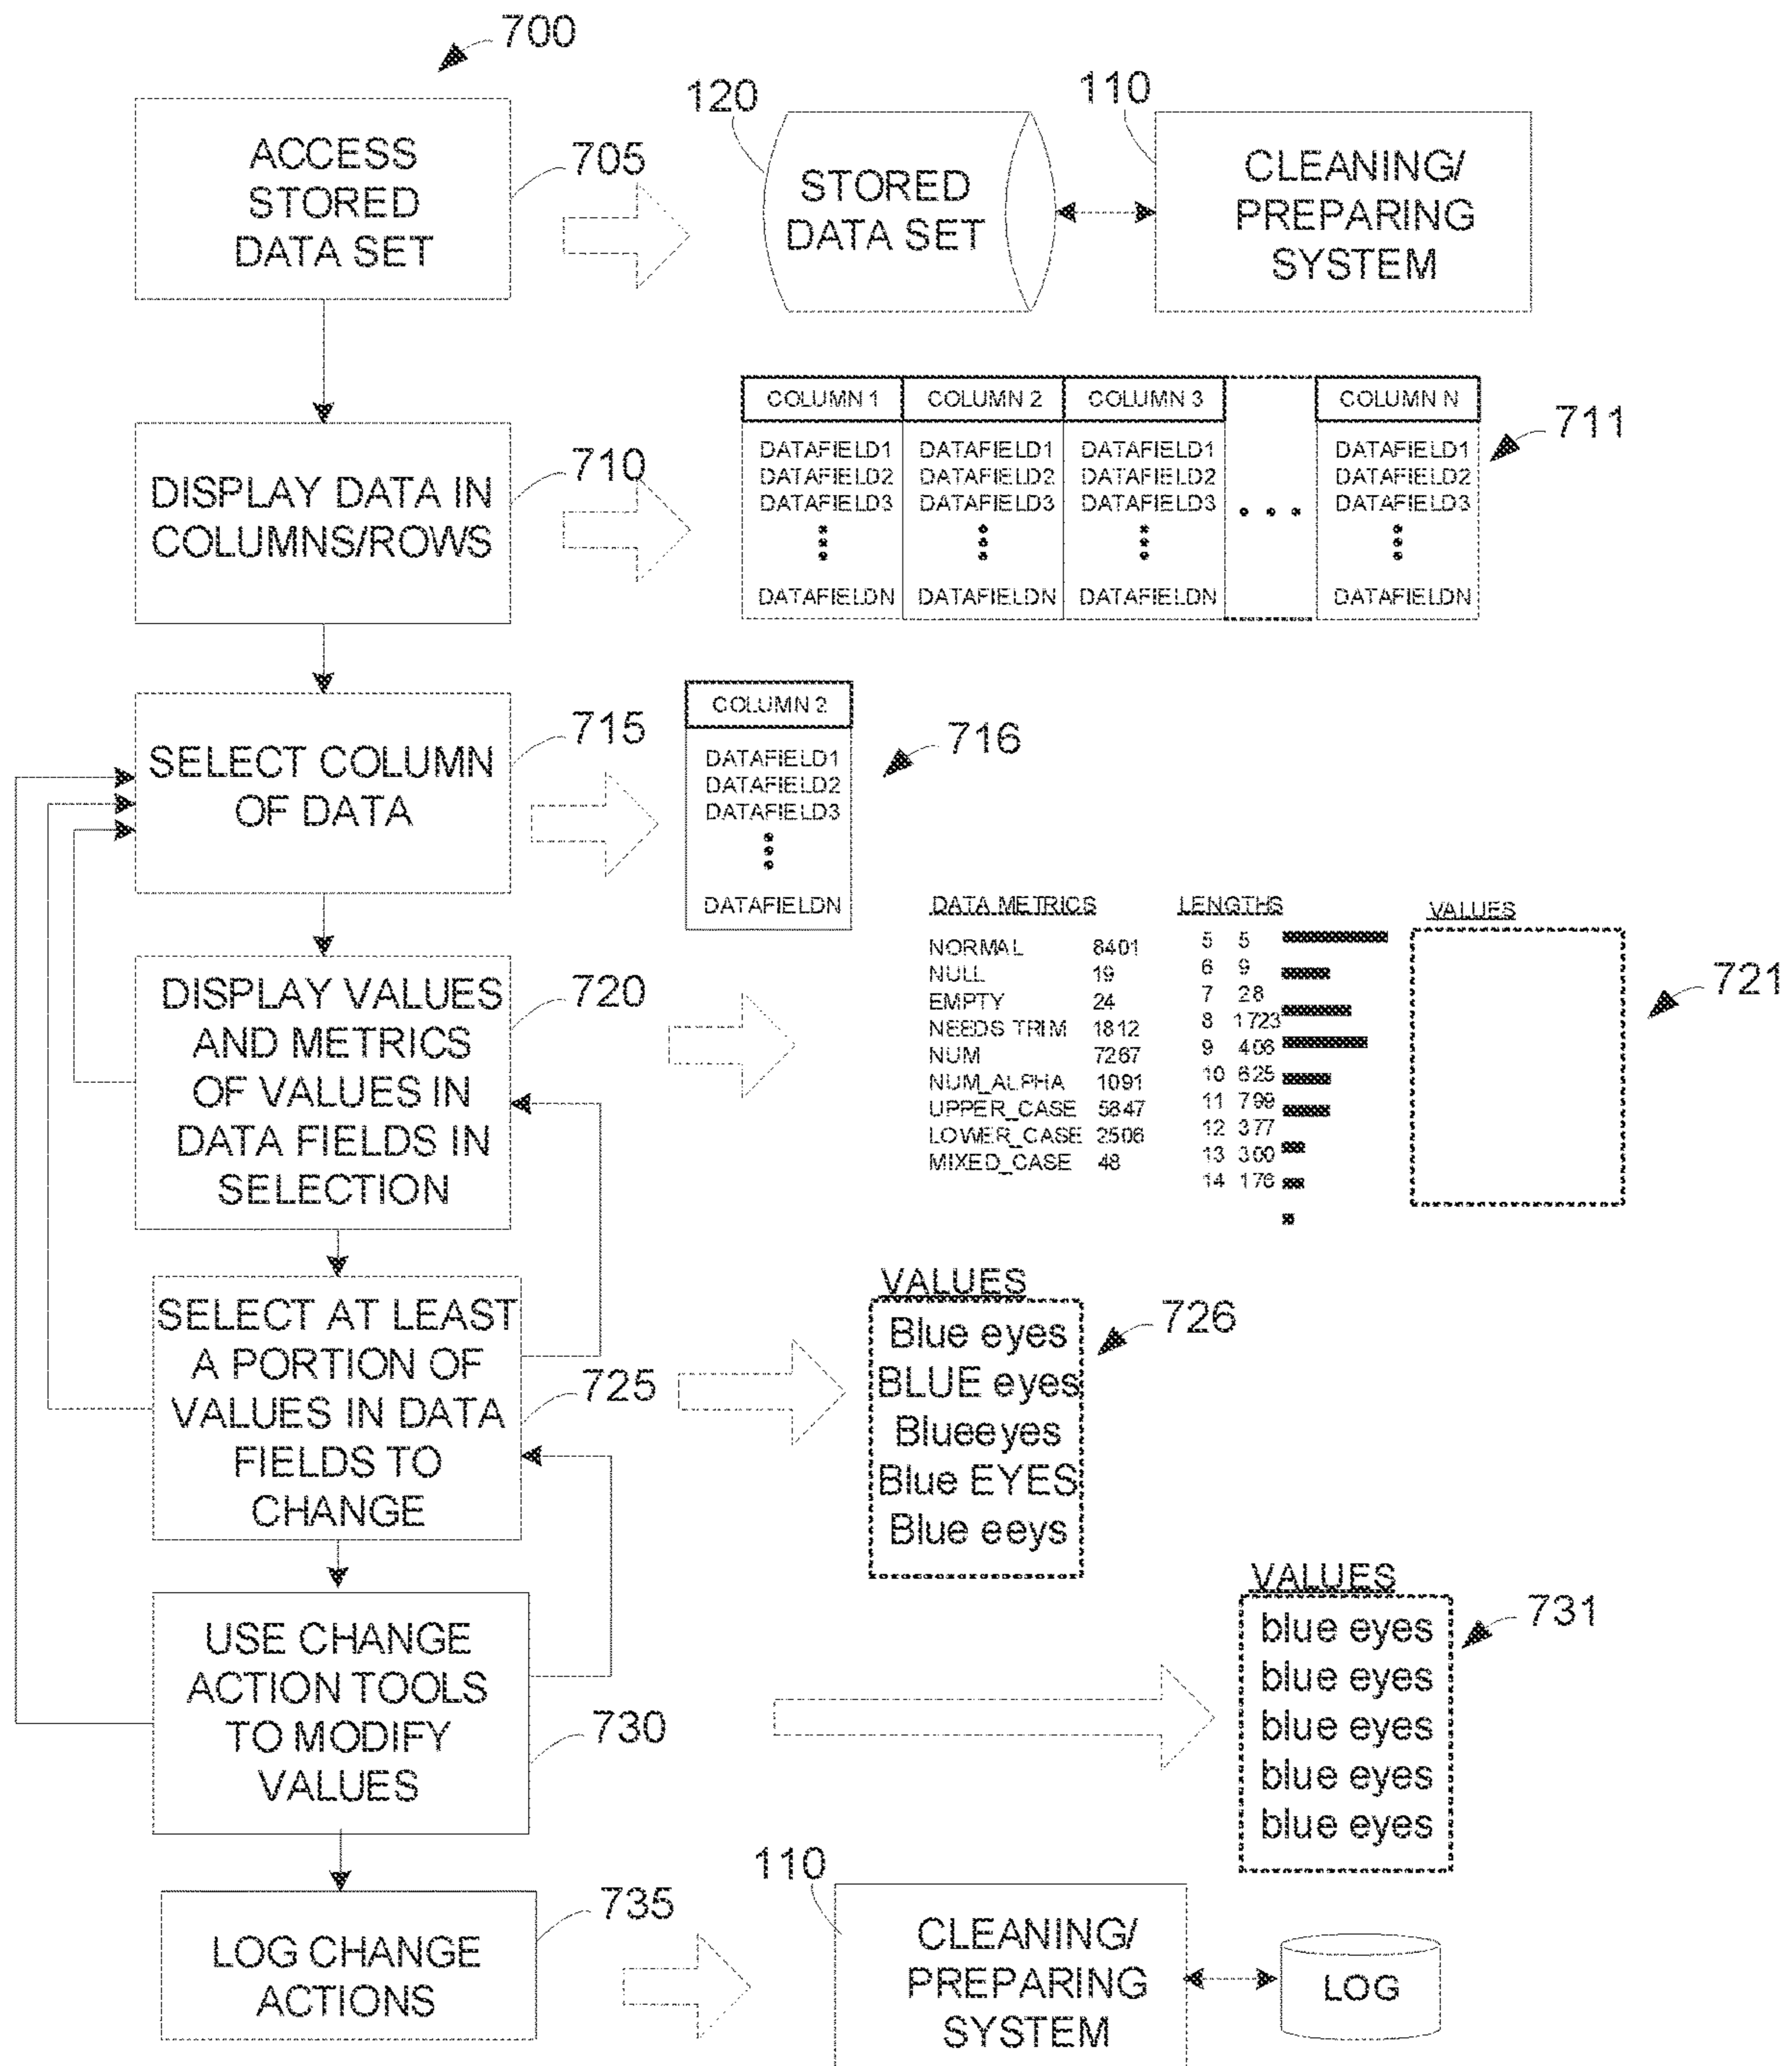 700
ACCESS
STORED
DATA SET
705
120
STORED
DATA SET
110
CLEANING/
PREPARING
SYSTEM
DISPLAY DATA IN
COLUMNS/ROWS
710
COLUMN 1 COLUMN 2 COLUMN 3 COLUMN N
DATAFIELD1 DATAFIELD1 DATAFIELD1 DATAFIELD1
DATAFIELD2 DATAFIELD2 DATAFIELD2 DATAFIELD2
DATAFIELD3 DATAFIELD3 DATAFIELD3 • • • DATAFIELD3
DATAFIELDN DATAFIELDN DATAFIELDN DATAFIELDN
711
SELECT COLUMN
OF DATA
715
COLUMN 2
DATAFIELD1
DATAFIELD2
DATAFIELD3
DATAFIELDN
716
DISPLAY VALUES
AND METRICS
OF VALUES IN
DATA FIELDS IN
SELECTION
720
DATA METRICS
NORMAL 8401
NULL 19
EMPTY 24
NEEDS TRIM 1812
NUM 7267
NUM_ALPHA 1091
UPPER_CASE 5847
LOWER_CASE 2506
MIXED_CASE 48
LENGTHS
5 5
6 9
7 28
8 1723
9 406
10 625
11 799
12 377
13 300
14 176
VALUES
721
SELECT AT LEAST
A PORTION OF
VALUES IN DATA
FIELDS TO
CHANGE
725
VALUES
Blue eyes
BLUE eyes
Blueeyes
Blue EYES
Blue eeys
726
USE CHANGE
ACTION TOOLS
TO MODIFY
VALUES
730
VALUES
blue eyes
blue eyes
blue eyes
blue eyes
blue eyes
731
LOG CHANGE
ACTIONS
735
110
CLEANING/
PREPARING
SYSTEM
LOG